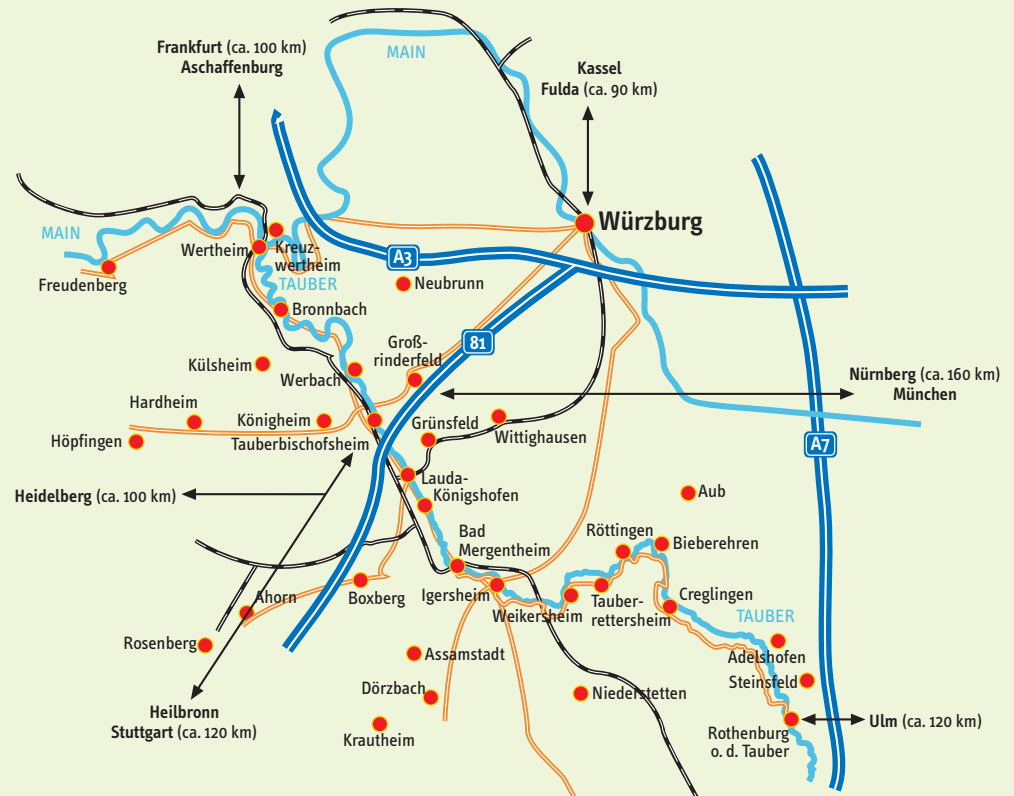 Frankfurt (ca. 100 km)
Aschaffenburg
MAIN
Kassel
Fulda (ca. 90 km)
Würzburg
MAIN
Wertheim
Kreuz-
wertheim
A3
Freudenberg
TAUBER
Neubrunn
Bronnbach
Groß-
rinderfeld
81
Külsheim
Werbach
Nürnberg (ca. 160 km)
München
Hardheim
Königheim
Grünsfeld
Höpfingen
Tauberbischofsheim
Wittighausen
A7
Lauda-
Königshofen
Heidelberg (ca. 100 km)
Aub
Bad
Mergentheim
Röttingen
Bieberehren
Igersheim
Boxberg
Ahorn
Weikersheim
Tauber-
rettersheim
Creglingen
TAUBER
Rosenberg
Assamstadt
Adelshofen
Steinsfeld
Dörzbach
Niederstetten
Heilbronn
Stuttgart (ca. 120 km)
Krautheim
Rothenburg
o. d. Tauber
Ulm (ca. 120 km)